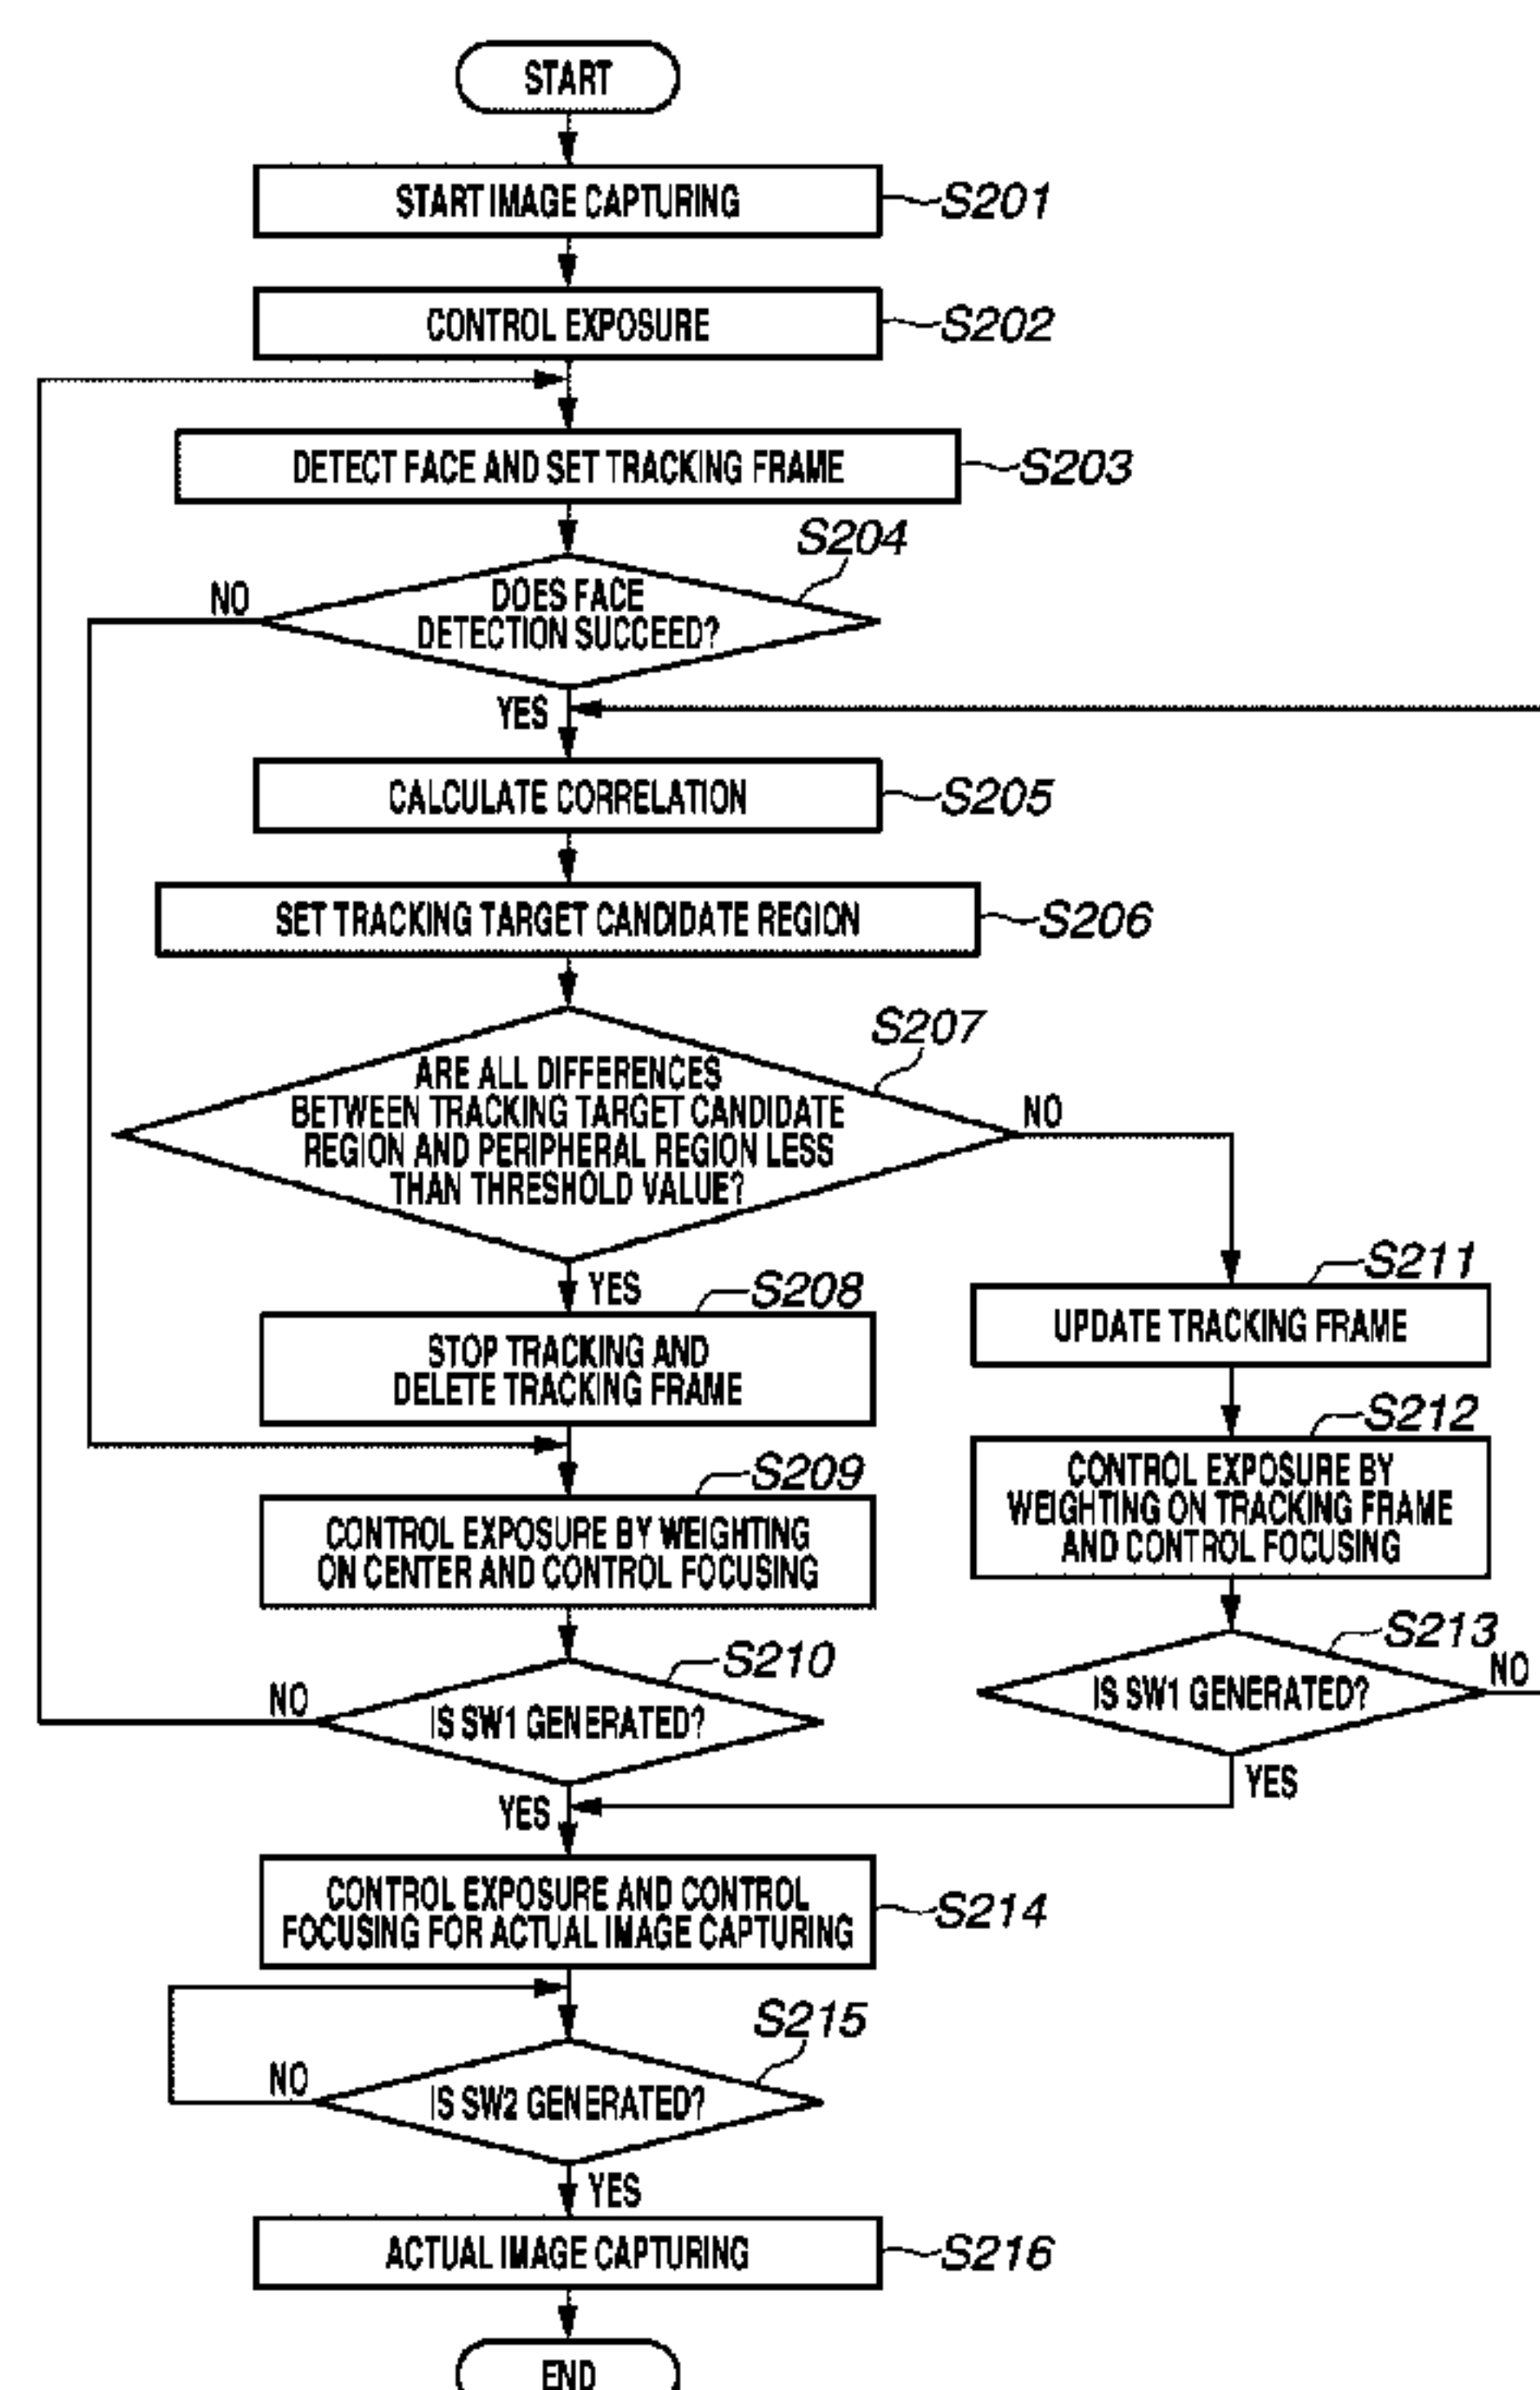 START
START IMAGE CAPTURING
S201
CONTROL EXPOSURE
S202
DETECT FACE AND SET TRACKING FRAME
S203
S204
NO
DOES FACE
DETECTION SUCCEED?
YES
CALCULATE CORRELATION
S205
SET TRACKING TARGET CANDIDATE REGION
S206
S207
ARE ALL DIFFERENCES
BETWEEN TRACKING TARGET CANDIDATE
REGION AND PERIPHERAL REGION LESS
THAN THRESHOLD VALUE?
NO
YES
S208
STOP TRACKING AND
DELETE TRACKING FRAME
S211
UPDATE TRACKING FRAME
S209
CONTROL EXPOSURE BY WEIGHTING
ON CENTER AND CONTROL FOCUSING
S212
CONTROL EXPOSURE BY
WEIGHTING ON TRACKING FRAME
AND CONTROL FOCUSING
S210
NO
IS SW1 GENERATED?
YES
S213
IS SW1 GENERATED?
NO
YES
CONTROL EXPOSURE AND CONTROL
FOCUSING FOR ACTUAL IMAGE CAPTURING
S214
S215
NO
IS SW2 GENERATED?
YES
ACTUAL IMAGE CAPTURING
S216
END